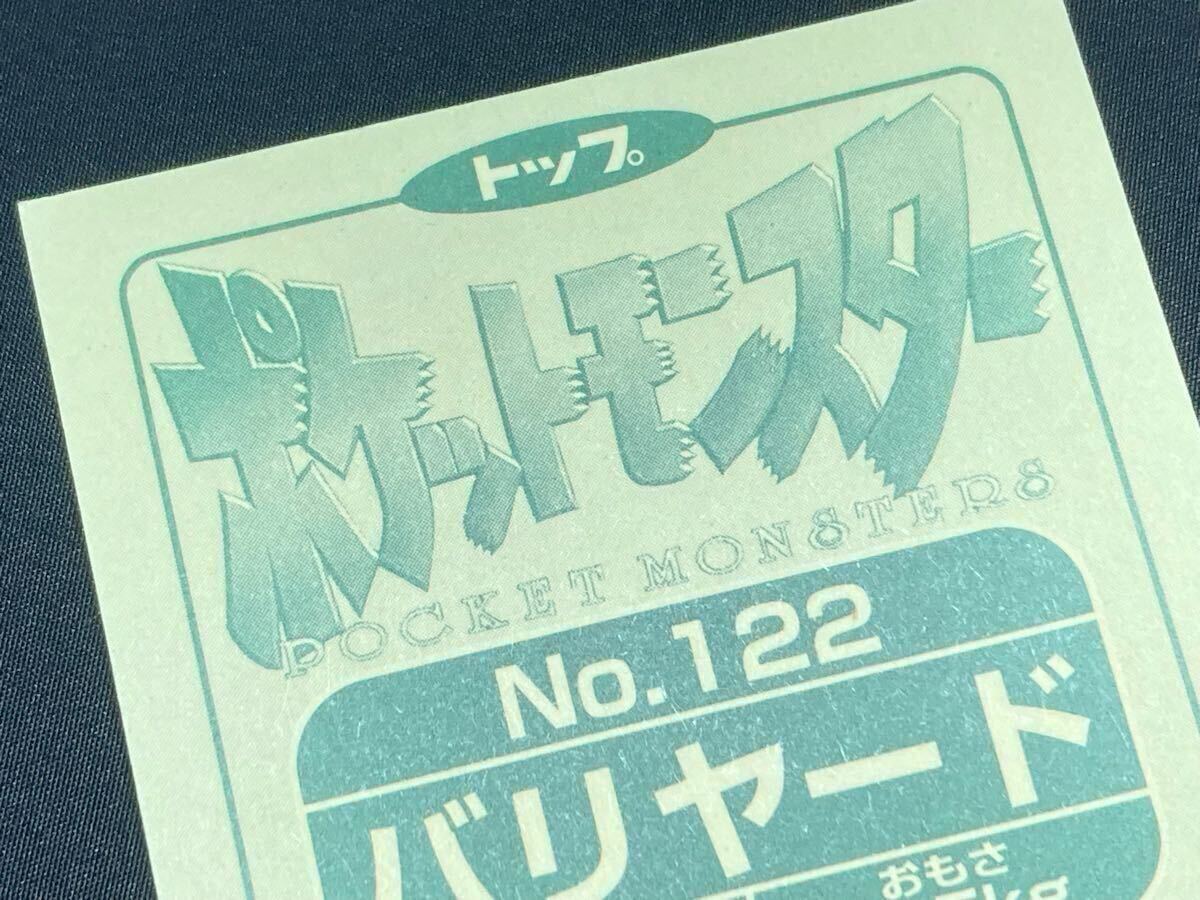 トップ。
ポケットモンスター
POCKET MONSTERS
No.122
バリヤード
おもさ
kg